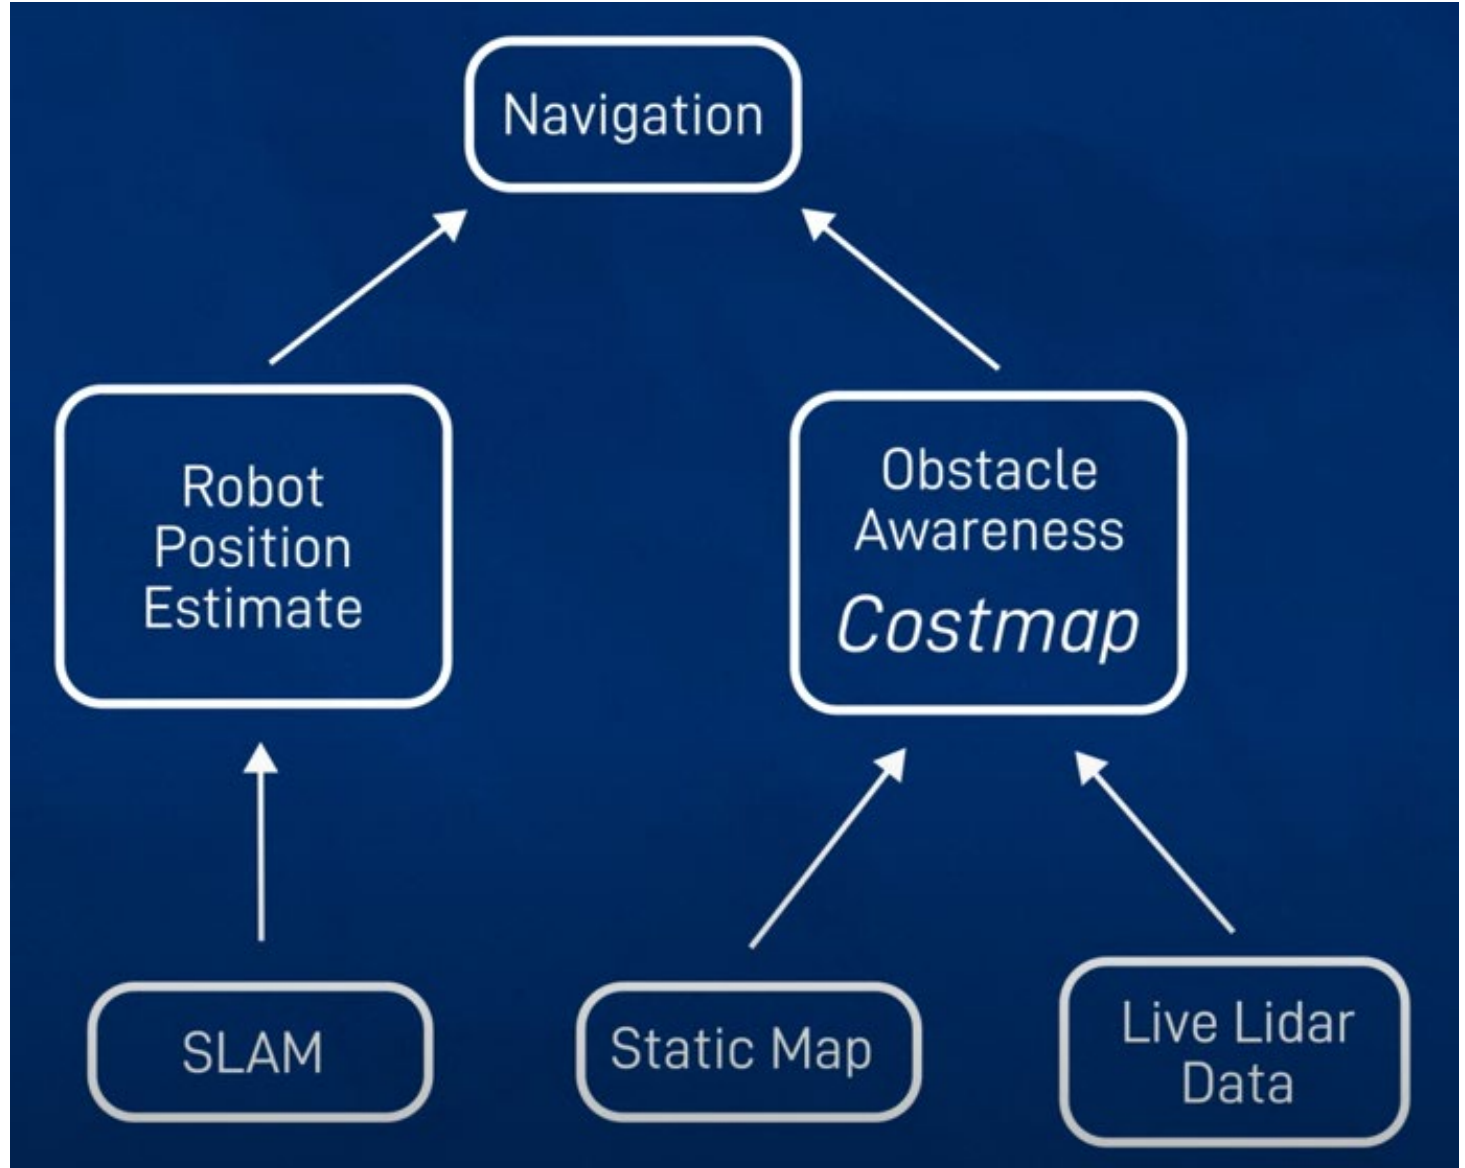 Navigation
Robot
Position
Estimate
Obstacle
Awareness
Costmap
SLAM
Static Map
Live Lidar
Data